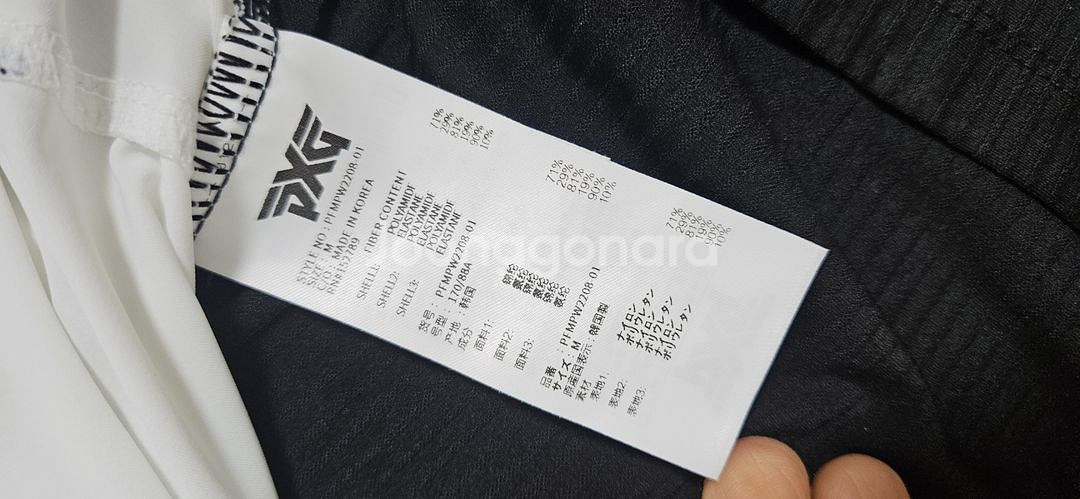 PXG
STYLE NO : PFMPW2208-01
SIZE : M
C/O : MADE IN KOREA
RN152789
FIBER CONTENT
SHELL1: POLYAMIDE 71%
ELASTANE 29%
SHELL2: POLYAMIDE 81%
ELASTANE 19%
SHELL3: POLYAMIDE 90%
ELASTANE 10%
货号: PFMPW2208-01
号型: 170/88A
产地: 韩国
成分
面料1: 锦纶 71%
氨纶 29%
面料2: 锦纶 81%
氨纶 19%
面料3: 锦纶 90%
氨纶 10%
品番 : PFMPW2208-01
サイズ : M
原産国表示 : 韓国製
素材
表地1: ナイロン 71%
ポリウレタン 29%
表地2: ナイロン 81%
ポリウレタン 19%
表地3: ナイロン 90%
ポリウレタン 10%
Joonggonara